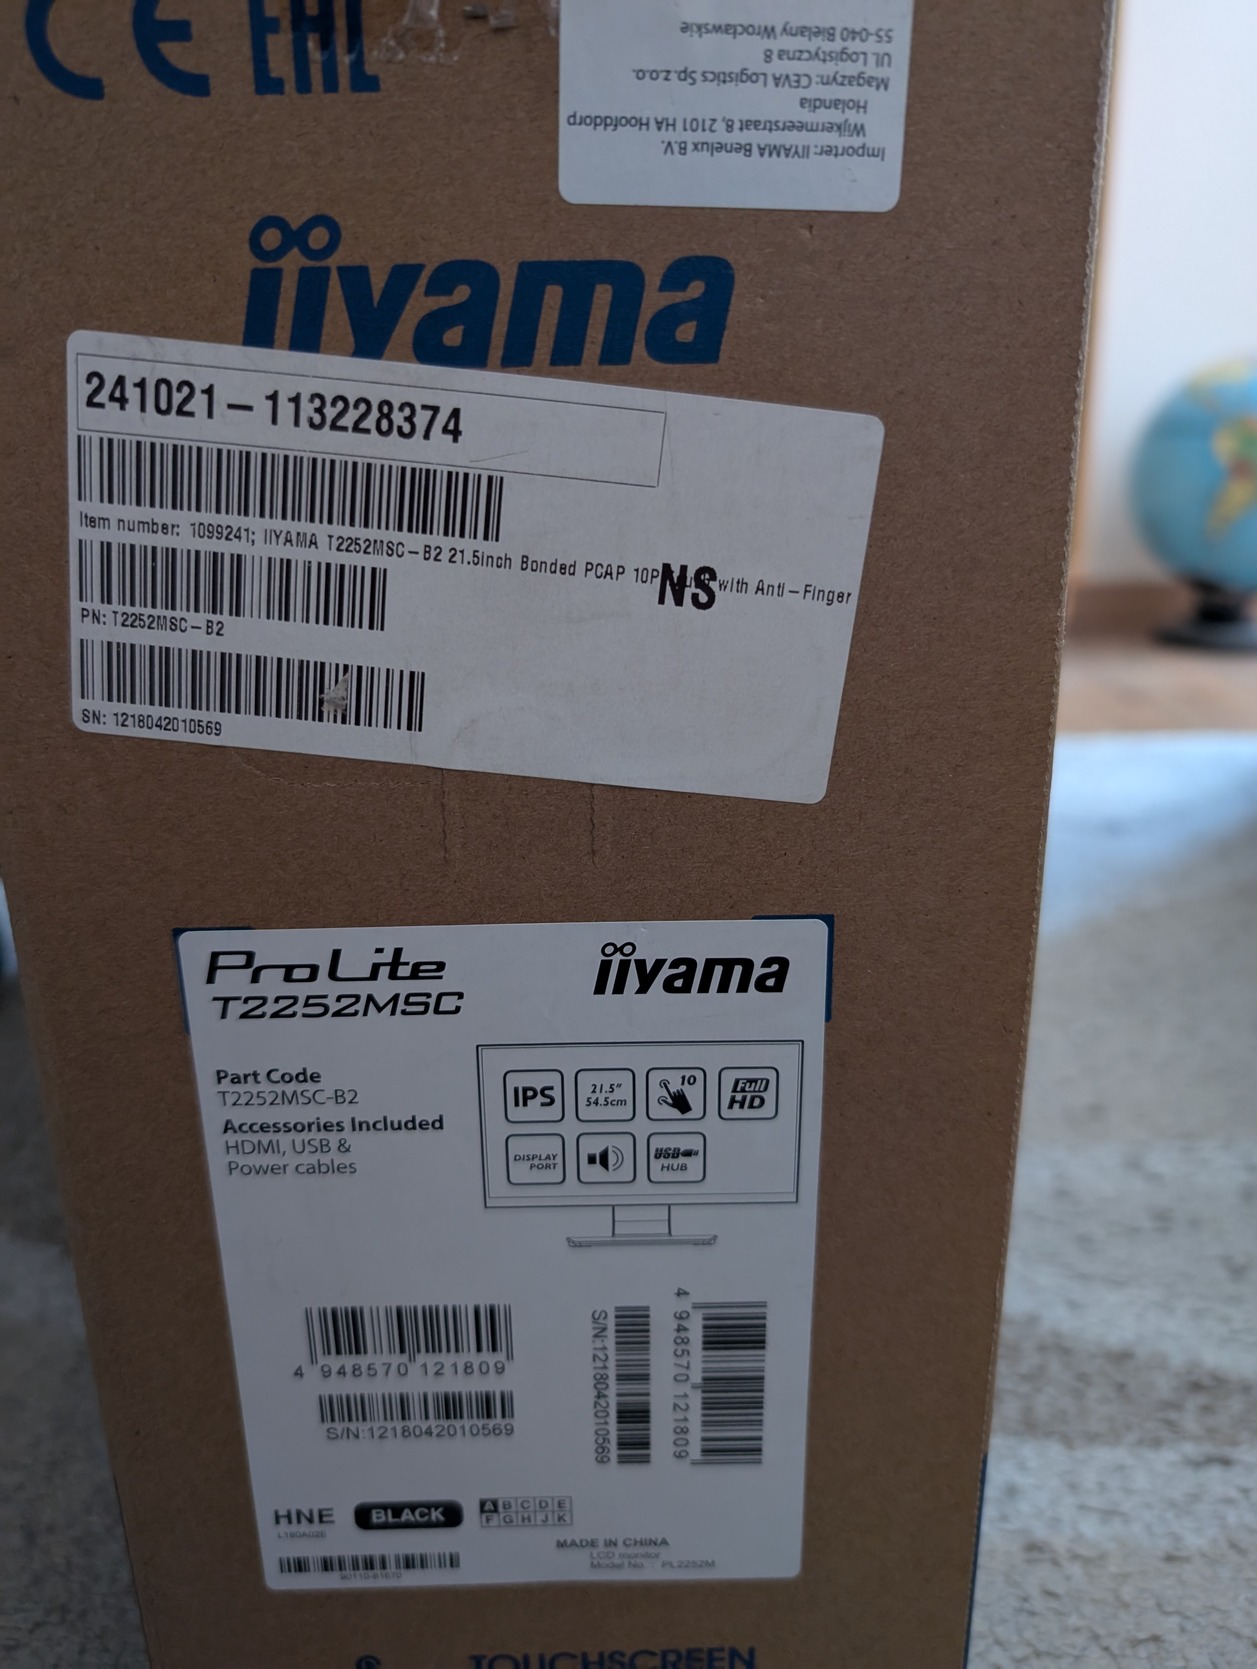 CE EAC
Importer: IIYAMA Benelux B.V.
Wijkermeerstraat 8, 2101 HA Hoofddorp
Holandia
Magazyn: CEVA Logistics Sp. z o.o.
Ul. Logistyczna 8
55-040 Bielany Wrocławskie
iiyama
241021-113228374
Item number: 1099241; IIYAMA T2252MSC-B2 21.5inch Bonded PCAP 10P with Anti-Finger
NS
PN: T2252MSC-B2
SN: 1218042010569
ProLite
T2252MSC
iiyama
Part Code
T2252MSC-B2
Accessories Included
HDMI, USB &
Power cables
IPS
21.5"
54.5cm
10
Full
HD
DISPLAY
PORT
USB
HUB
4 948570 121809
S/N:1218042010569
S/N:1218042010569
4 948570 121809
HNE BLACK
A B C D E
F G H J K
MADE IN CHINA
LCD monitor
Model No. : PL2252M
TOUCHSCREEN